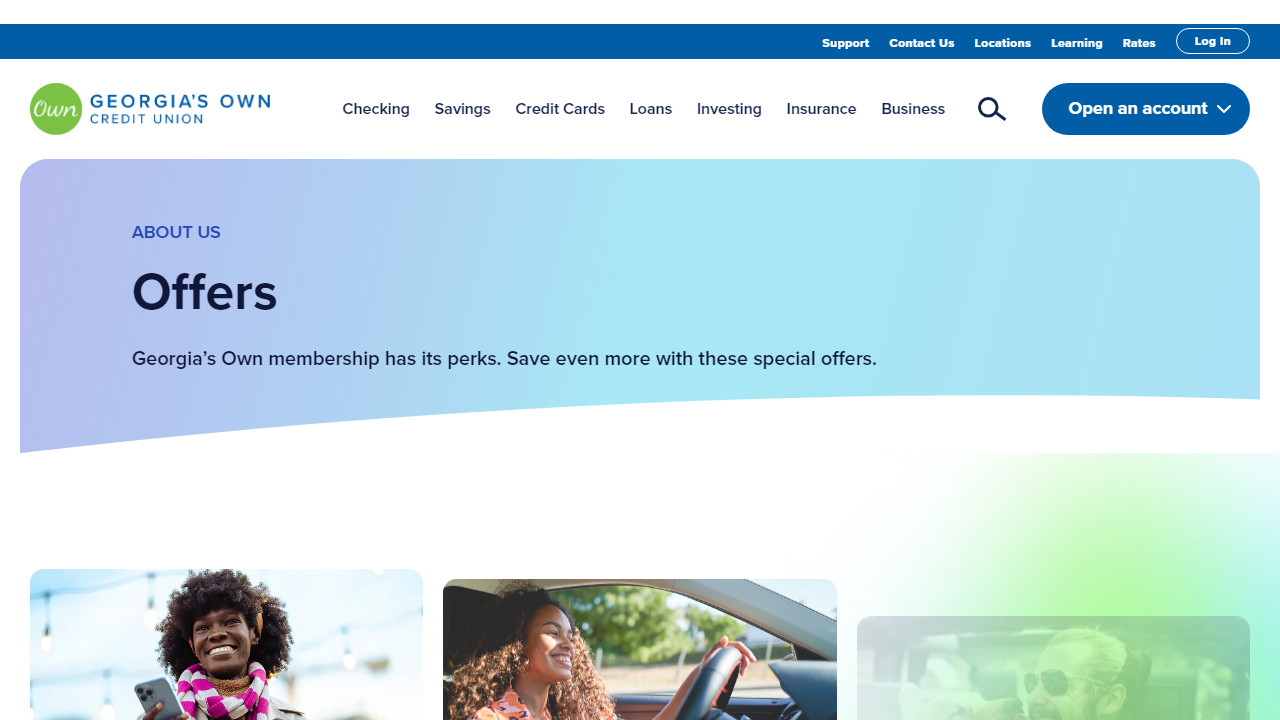 Support Contact Us Locations Learning Rates Log In
Own GEORGIA'S OWN
CREDIT UNION
Checking Savings Credit Cards Loans Investing Insurance Business Open an account
ABOUT US
Offers
Georgia’s Own membership has its perks. Save even more with these special offers.